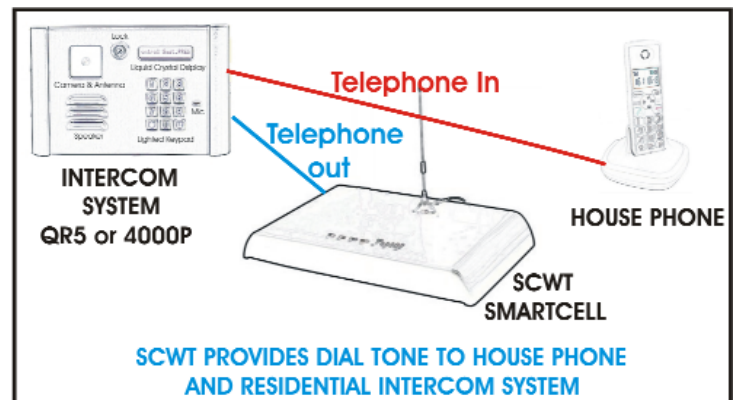 Lock
Liquid Crystal Display
Camera & Antenna
Mic
Speaker
Lighted Keypad
Telephone In
Telephone
out
INTERCOM
SYSTEM
QR5 or 4000P
HOUSE PHONE
SCWT
SMARTCELL
SCWT PROVIDES DIAL TONE TO HOUSE PHONE
AND RESIDENTIAL INTERCOM SYSTEM